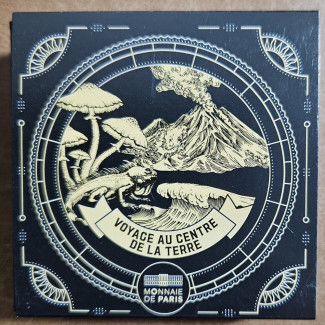 VOYAGE AU CENTRE
DE LA TERRE
MONNAIE
DE PARIS